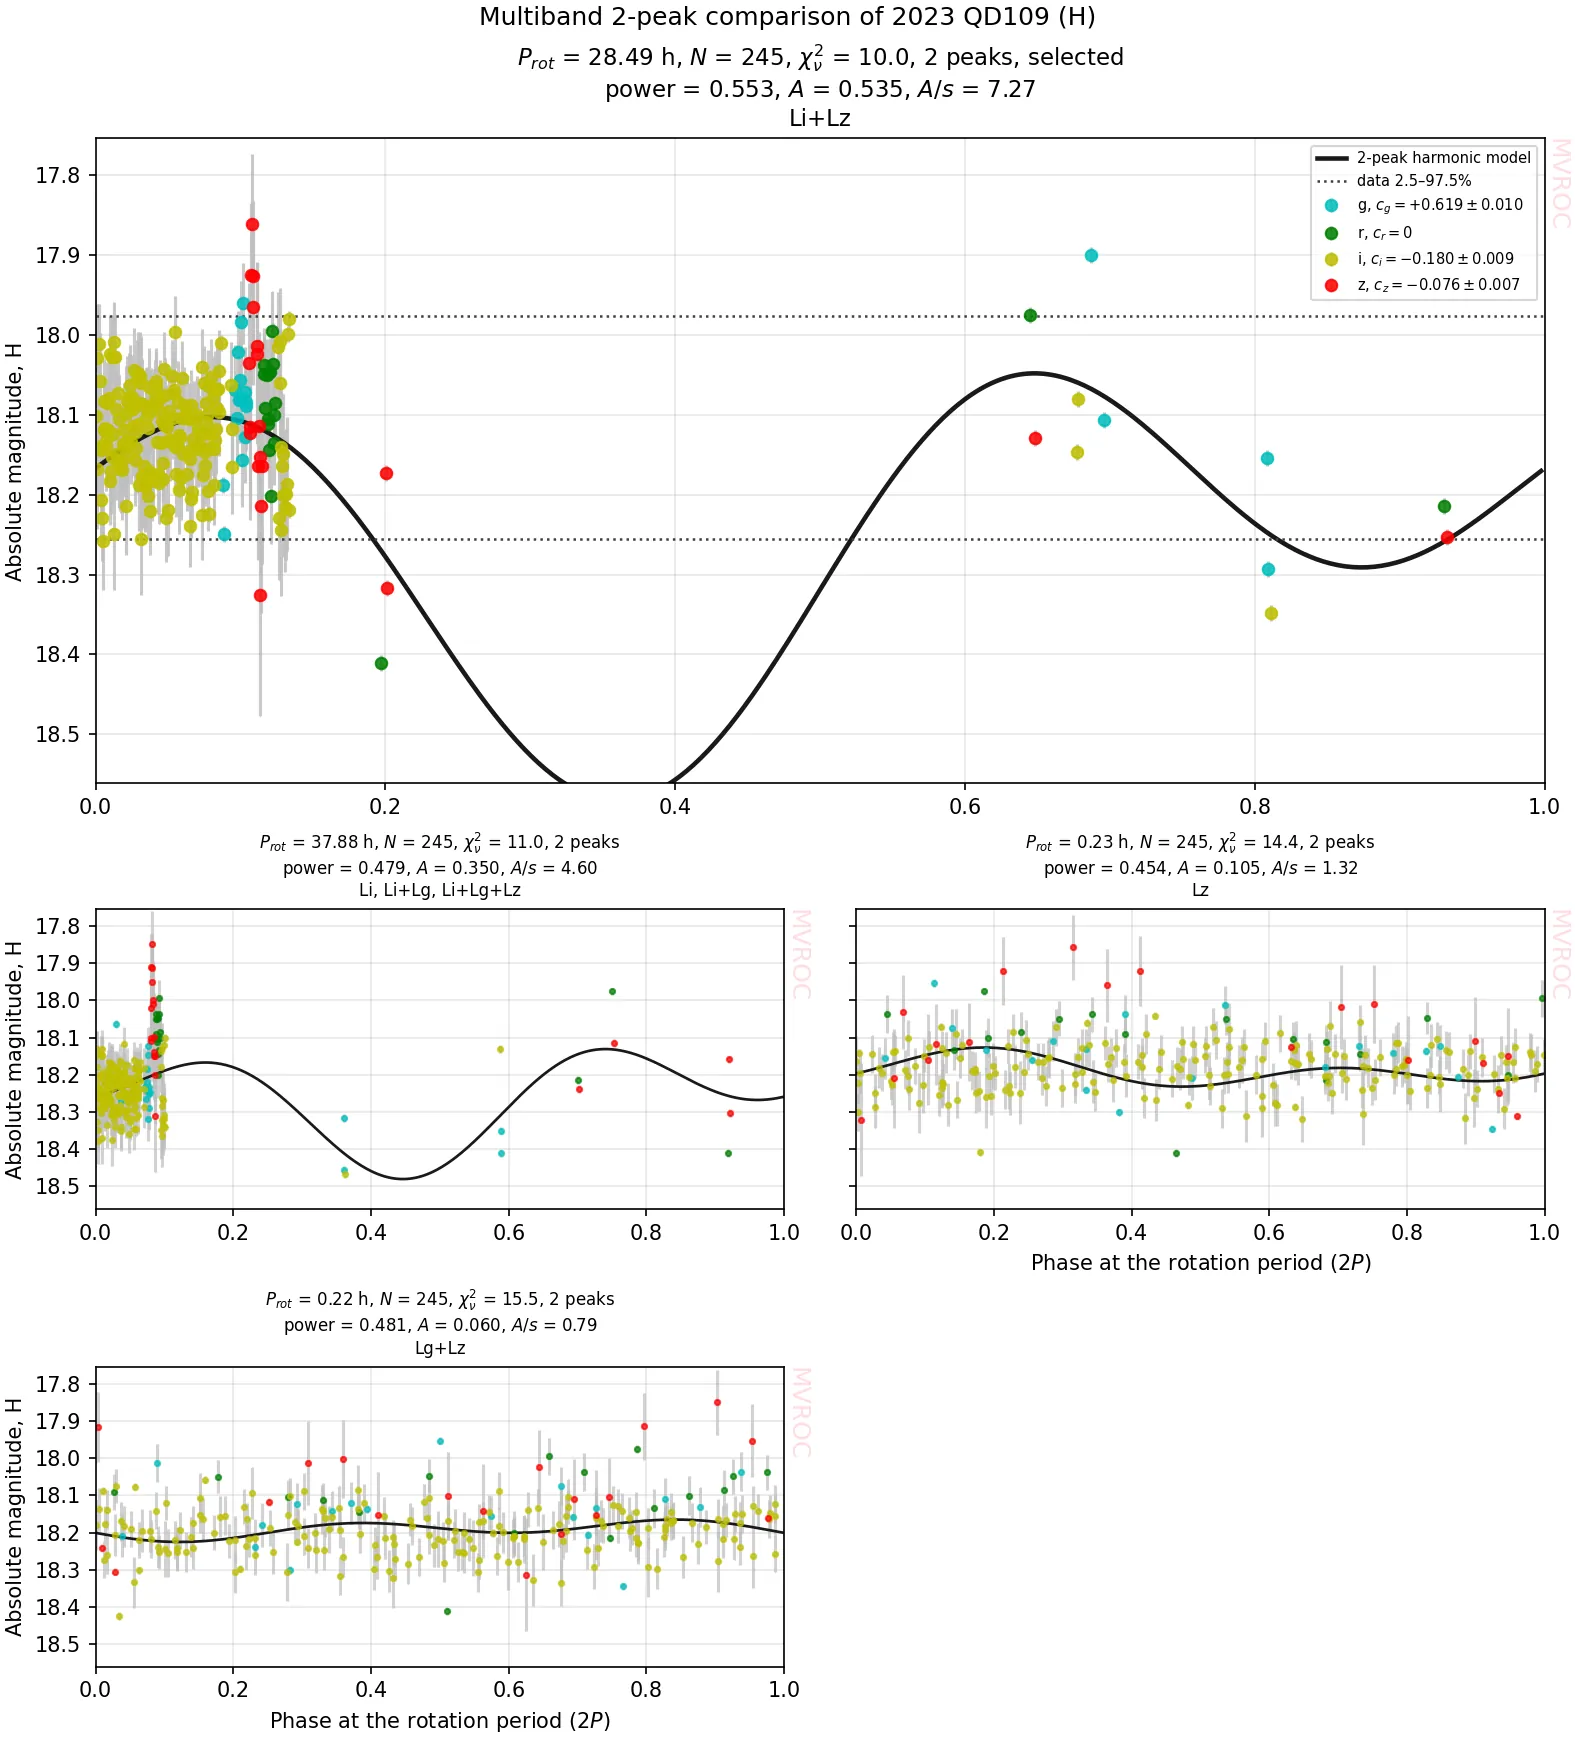 Multiband 2-peak comparison of 2023 QD109 (H)
P_rot = 28.49 h, N = 245, χ²_ν = 10.0, 2 peaks, selected
power = 0.553, A = 0.535, A/s = 7.27
Li+Lz
Absolute magnitude, H
17.8
17.9
18.0
18.1
18.2
18.3
18.4
18.5
0.0 0.2 0.4 0.6 0.8 1.0
2-peak harmonic model
data 2.5–97.5%
g, c_g = +0.619 ± 0.010
r, c_r = 0
i, c_i = −0.180 ± 0.009
z, c_z = −0.076 ± 0.007
MVROC
P_rot = 37.88 h, N = 245, χ²_ν = 11.0, 2 peaks
power = 0.479, A = 0.350, A/s = 4.60
Li, Li+Lg, Li+Lg+Lz
Absolute magnitude, H
17.8
17.9
18.0
18.1
18.2
18.3
18.4
18.5
0.0 0.2 0.4 0.6 0.8 1.0
MVROC
P_rot = 0.23 h, N = 245, χ²_ν = 14.4, 2 peaks
power = 0.454, A = 0.105, A/s = 1.32
Lz
0.0 0.2 0.4 0.6 0.8 1.0
Phase at the rotation period (2P)
MVROC
P_rot = 0.22 h, N = 245, χ²_ν = 15.5, 2 peaks
power = 0.481, A = 0.060, A/s = 0.79
Lg+Lz
Absolute magnitude, H
17.8
17.9
18.0
18.1
18.2
18.3
18.4
18.5
0.0 0.2 0.4 0.6 0.8 1.0
Phase at the rotation period (2P)
MVROC